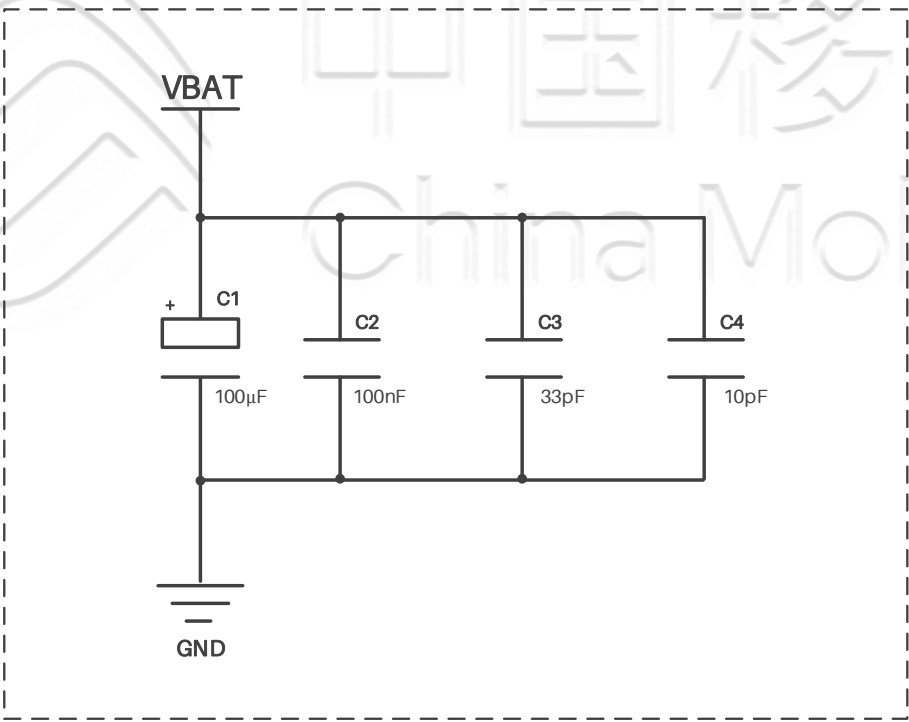 中国移
China Mo
VBAT
+
C1
C2
C3
C4
100μF
100nF
33pF
10pF
GND